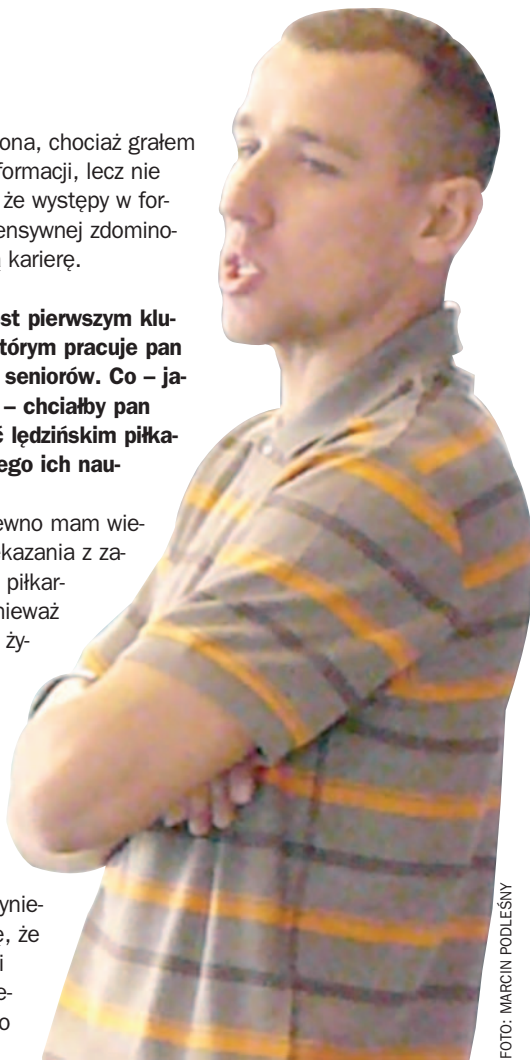 ona, chociaż grałem
formacji, lecz nie
że występy w for-
ensywnej zdomino-
ą karierę.
st pierwszym klu-
tórym pracuje pan
seniorów. Co – ja-
– chciałby pan
ć lędzińskim piłka-
ego ich nau-
ewno mam wie-
kazania z za-
piłkar-
nieważ
ży-
ynie-
ę, że
i
e-
o
FOTO: MARCIN PODLEŚNY